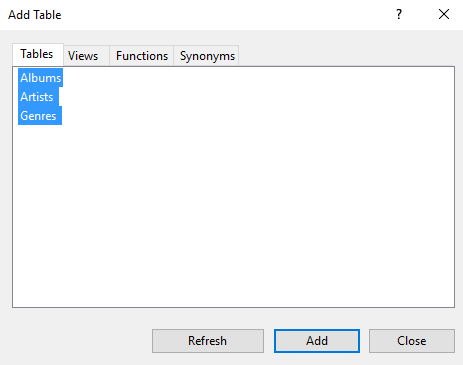 Add Table
?
Tables Views Functions Synonyms
Albums
Artists
Genres
Refresh Add Close